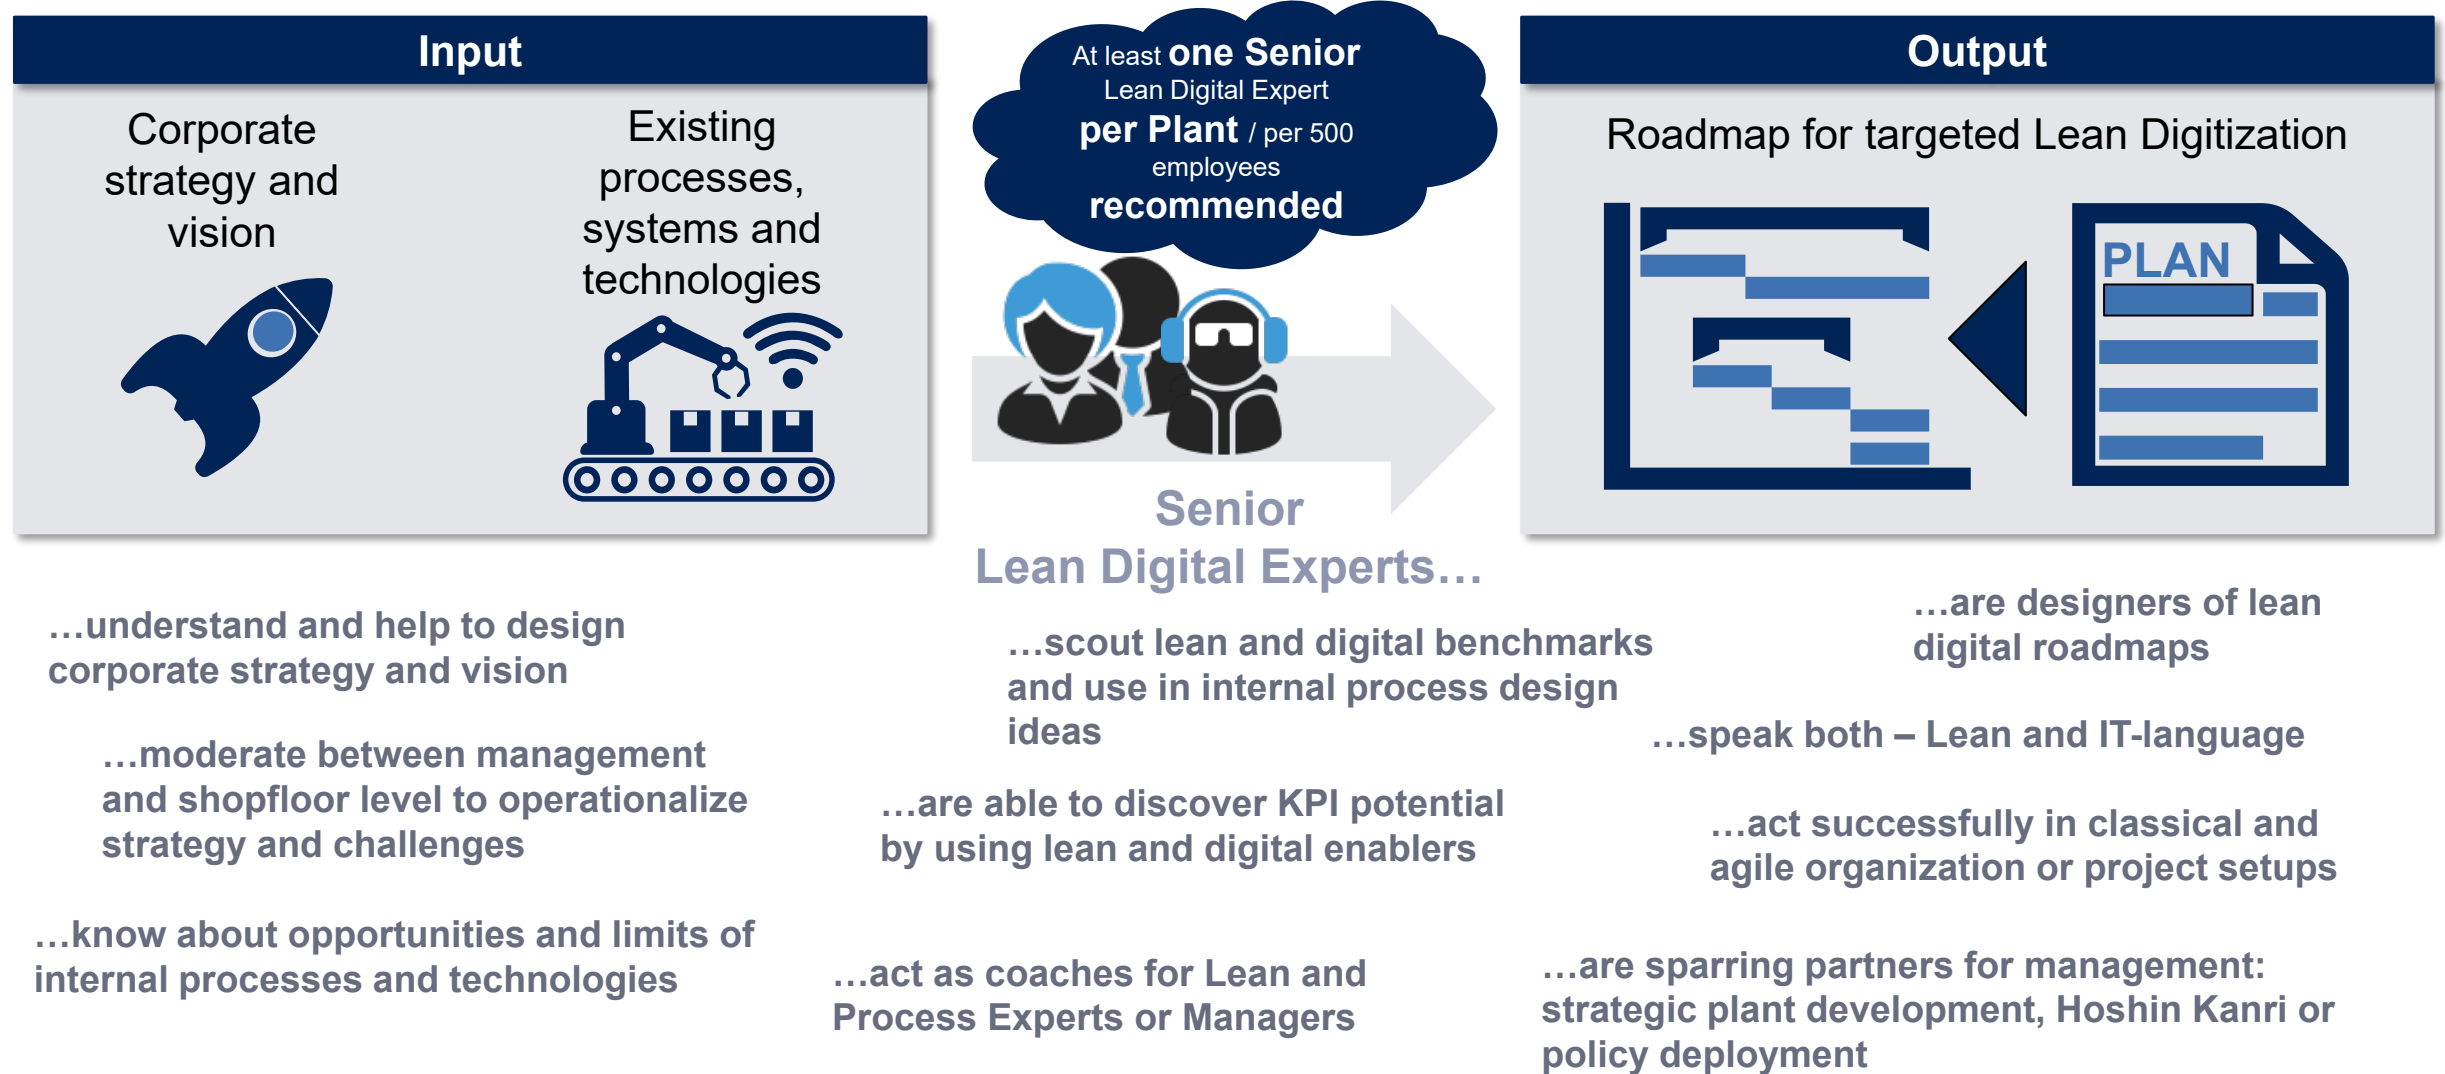 Input
Corporate
strategy and
vision
Existing
processes,
systems and
technologies
At least one Senior
Lean Digital Expert
per Plant / per 500
employees
recommended
Output
Roadmap for targeted Lean Digitization
PLAN
Senior
Lean Digital Experts…
…understand and help to design
corporate strategy and vision
…moderate between management
and shopfloor level to operationalize
strategy and challenges
…know about opportunities and limits of
internal processes and technologies
…scout lean and digital benchmarks
and use in internal process design
ideas
…are able to discover KPI potential
by using lean and digital enablers
…act as coaches for Lean and
Process Experts or Managers
…are designers of lean
digital roadmaps
…speak both – Lean and IT-language
…act successfully in classical and
agile organization or project setups
…are sparring partners for management:
strategic plant development, Hoshin Kanri or
policy deployment